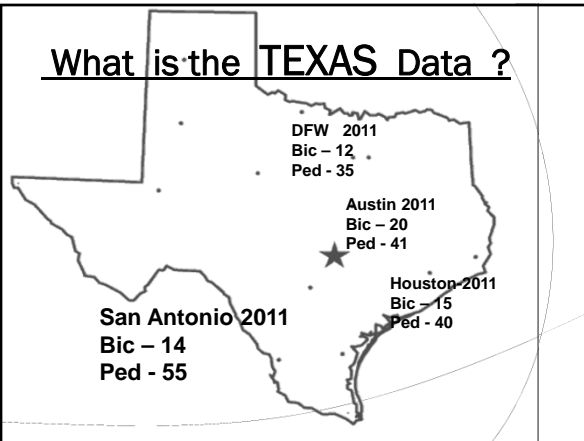 What is the TEXAS Data ?
DFW 2011
Bic – 12
Ped - 35
Austin 2011
Bic – 20
Ped - 41
Houston-2011
Bic – 15
Ped - 40
San Antonio 2011
Bic – 14
Ped - 55